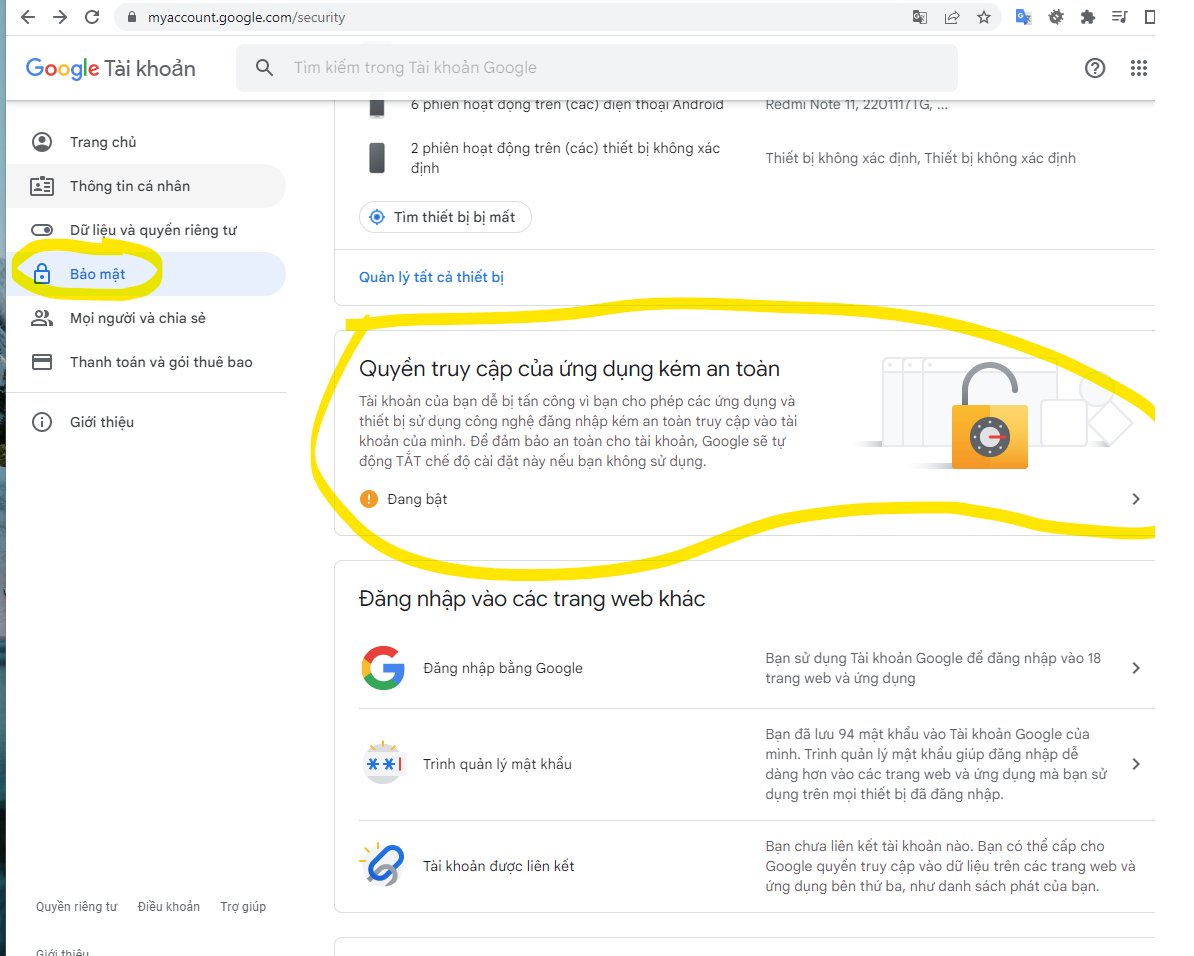 myaccount.google.com/security
Google Tài khoản
Tìm kiếm trong Tài khoản Google
Trang chủ
Thông tin cá nhân
Dữ liệu và quyền riêng tư
Bảo mật
Mọi người và chia sẻ
Thanh toán và gói thuê bao
Giới thiệu
6 phiên hoạt động trên (các) điện thoại Android
Redmi Note 11, 2201117TG, ...
2 phiên hoạt động trên (các) thiết bị không xác
định
Thiết bị không xác định, Thiết bị không xác định
Tìm thiết bị bị mất
Quản lý tất cả thiết bị
Quyền truy cập của ứng dụng kém an toàn
Tài khoản của bạn dễ bị tấn công vì bạn cho phép các ứng dụng và
thiết bị sử dụng công nghệ đăng nhập kém an toàn truy cập vào tài
khoản của mình. Để đảm bảo an toàn cho tài khoản, Google sẽ tự
động TẮT chế độ cài đặt này nếu bạn không sử dụng.
Đang bật
Đăng nhập vào các trang web khác
Đăng nhập bằng Google
Bạn sử dụng Tài khoản Google để đăng nhập vào 18
trang web và ứng dụng
Trình quản lý mật khẩu
Bạn đã lưu 94 mật khẩu vào Tài khoản Google của
mình. Trình quản lý mật khẩu giúp đăng nhập dễ
dàng hơn vào các trang web và ứng dụng mà bạn sử
dụng trên mọi thiết bị đã đăng nhập.
Tài khoản được liên kết
Bạn chưa liên kết tài khoản nào. Bạn có thể cấp cho
Google quyền truy cập vào dữ liệu trên các trang web và
ứng dụng bên thứ ba, như danh sách phát của bạn.
Quyền riêng tư
Điều khoản
Trợ giúp
Giới thiệu